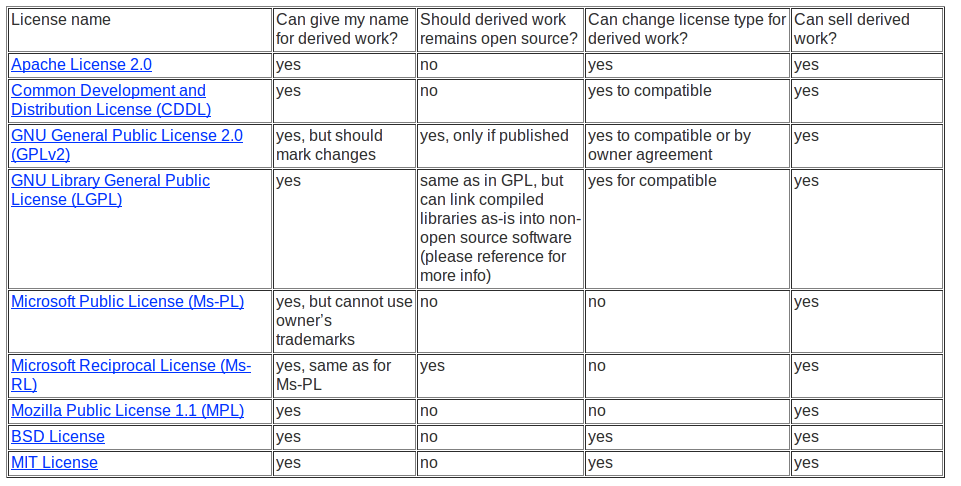 License name
Can give my name
for derived work?
Should derived work
remains open source?
Can change license type for
derived work?
Can sell derived
work?
Apache License 2.0
yes
no
yes
yes
Common Development and
Distribution License (CDDL)
yes
no
yes to compatible
yes
GNU General Public License 2.0
(GPLv2)
yes, but should
mark changes
yes, only if published
yes to compatible or by
owner agreement
yes
GNU Library General Public
License (LGPL)
yes
same as in GPL, but
can link compiled
libraries as-is into non-
open source software
(please reference for
more info)
yes for compatible
yes
Microsoft Public License (Ms-PL)
yes, but cannot use
owner's
trademarks
no
no
yes
Microsoft Reciprocal License (Ms-
RL)
yes, same as for
Ms-PL
yes
no
yes
Mozilla Public License 1.1 (MPL)
yes
no
no
yes
BSD License
yes
no
yes
yes
MIT License
yes
no
yes
yes